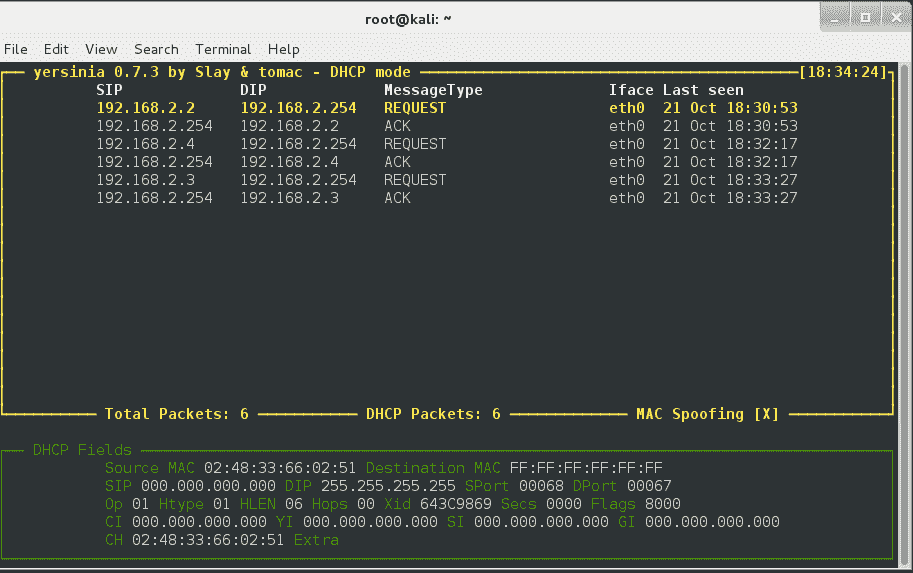 root@kali: ~
File Edit View Search Terminal Help
yersinia 0.7.3 by Slay & tomac - DHCP mode [18:34:24]
SIP DIP MessageType Iface Last seen
192.168.2.2 192.168.2.254 REQUEST eth0 21 Oct 18:30:53
192.168.2.254 192.168.2.2 ACK eth0 21 Oct 18:30:53
192.168.2.4 192.168.2.254 REQUEST eth0 21 Oct 18:32:17
192.168.2.254 192.168.2.4 ACK eth0 21 Oct 18:32:17
192.168.2.3 192.168.2.254 REQUEST eth0 21 Oct 18:33:27
192.168.2.254 192.168.2.3 ACK eth0 21 Oct 18:33:27
Total Packets: 6 DHCP Packets: 6 MAC Spoofing [X]
DHCP Fields
Source MAC 02:48:33:66:02:51 Destination MAC FF:FF:FF:FF:FF:FF
SIP 000.000.000.000 DIP 255.255.255.255 SPort 00068 DPort 00067
Op 01 Htype 01 HLEN 06 Hops 00 Xid 643C9869 Secs 0000 Flags 8000
CI 000.000.000.000 YI 000.000.000.000 SI 000.000.000.000 GI 000.000.000.000
CH 02:48:33:66:02:51 Extra